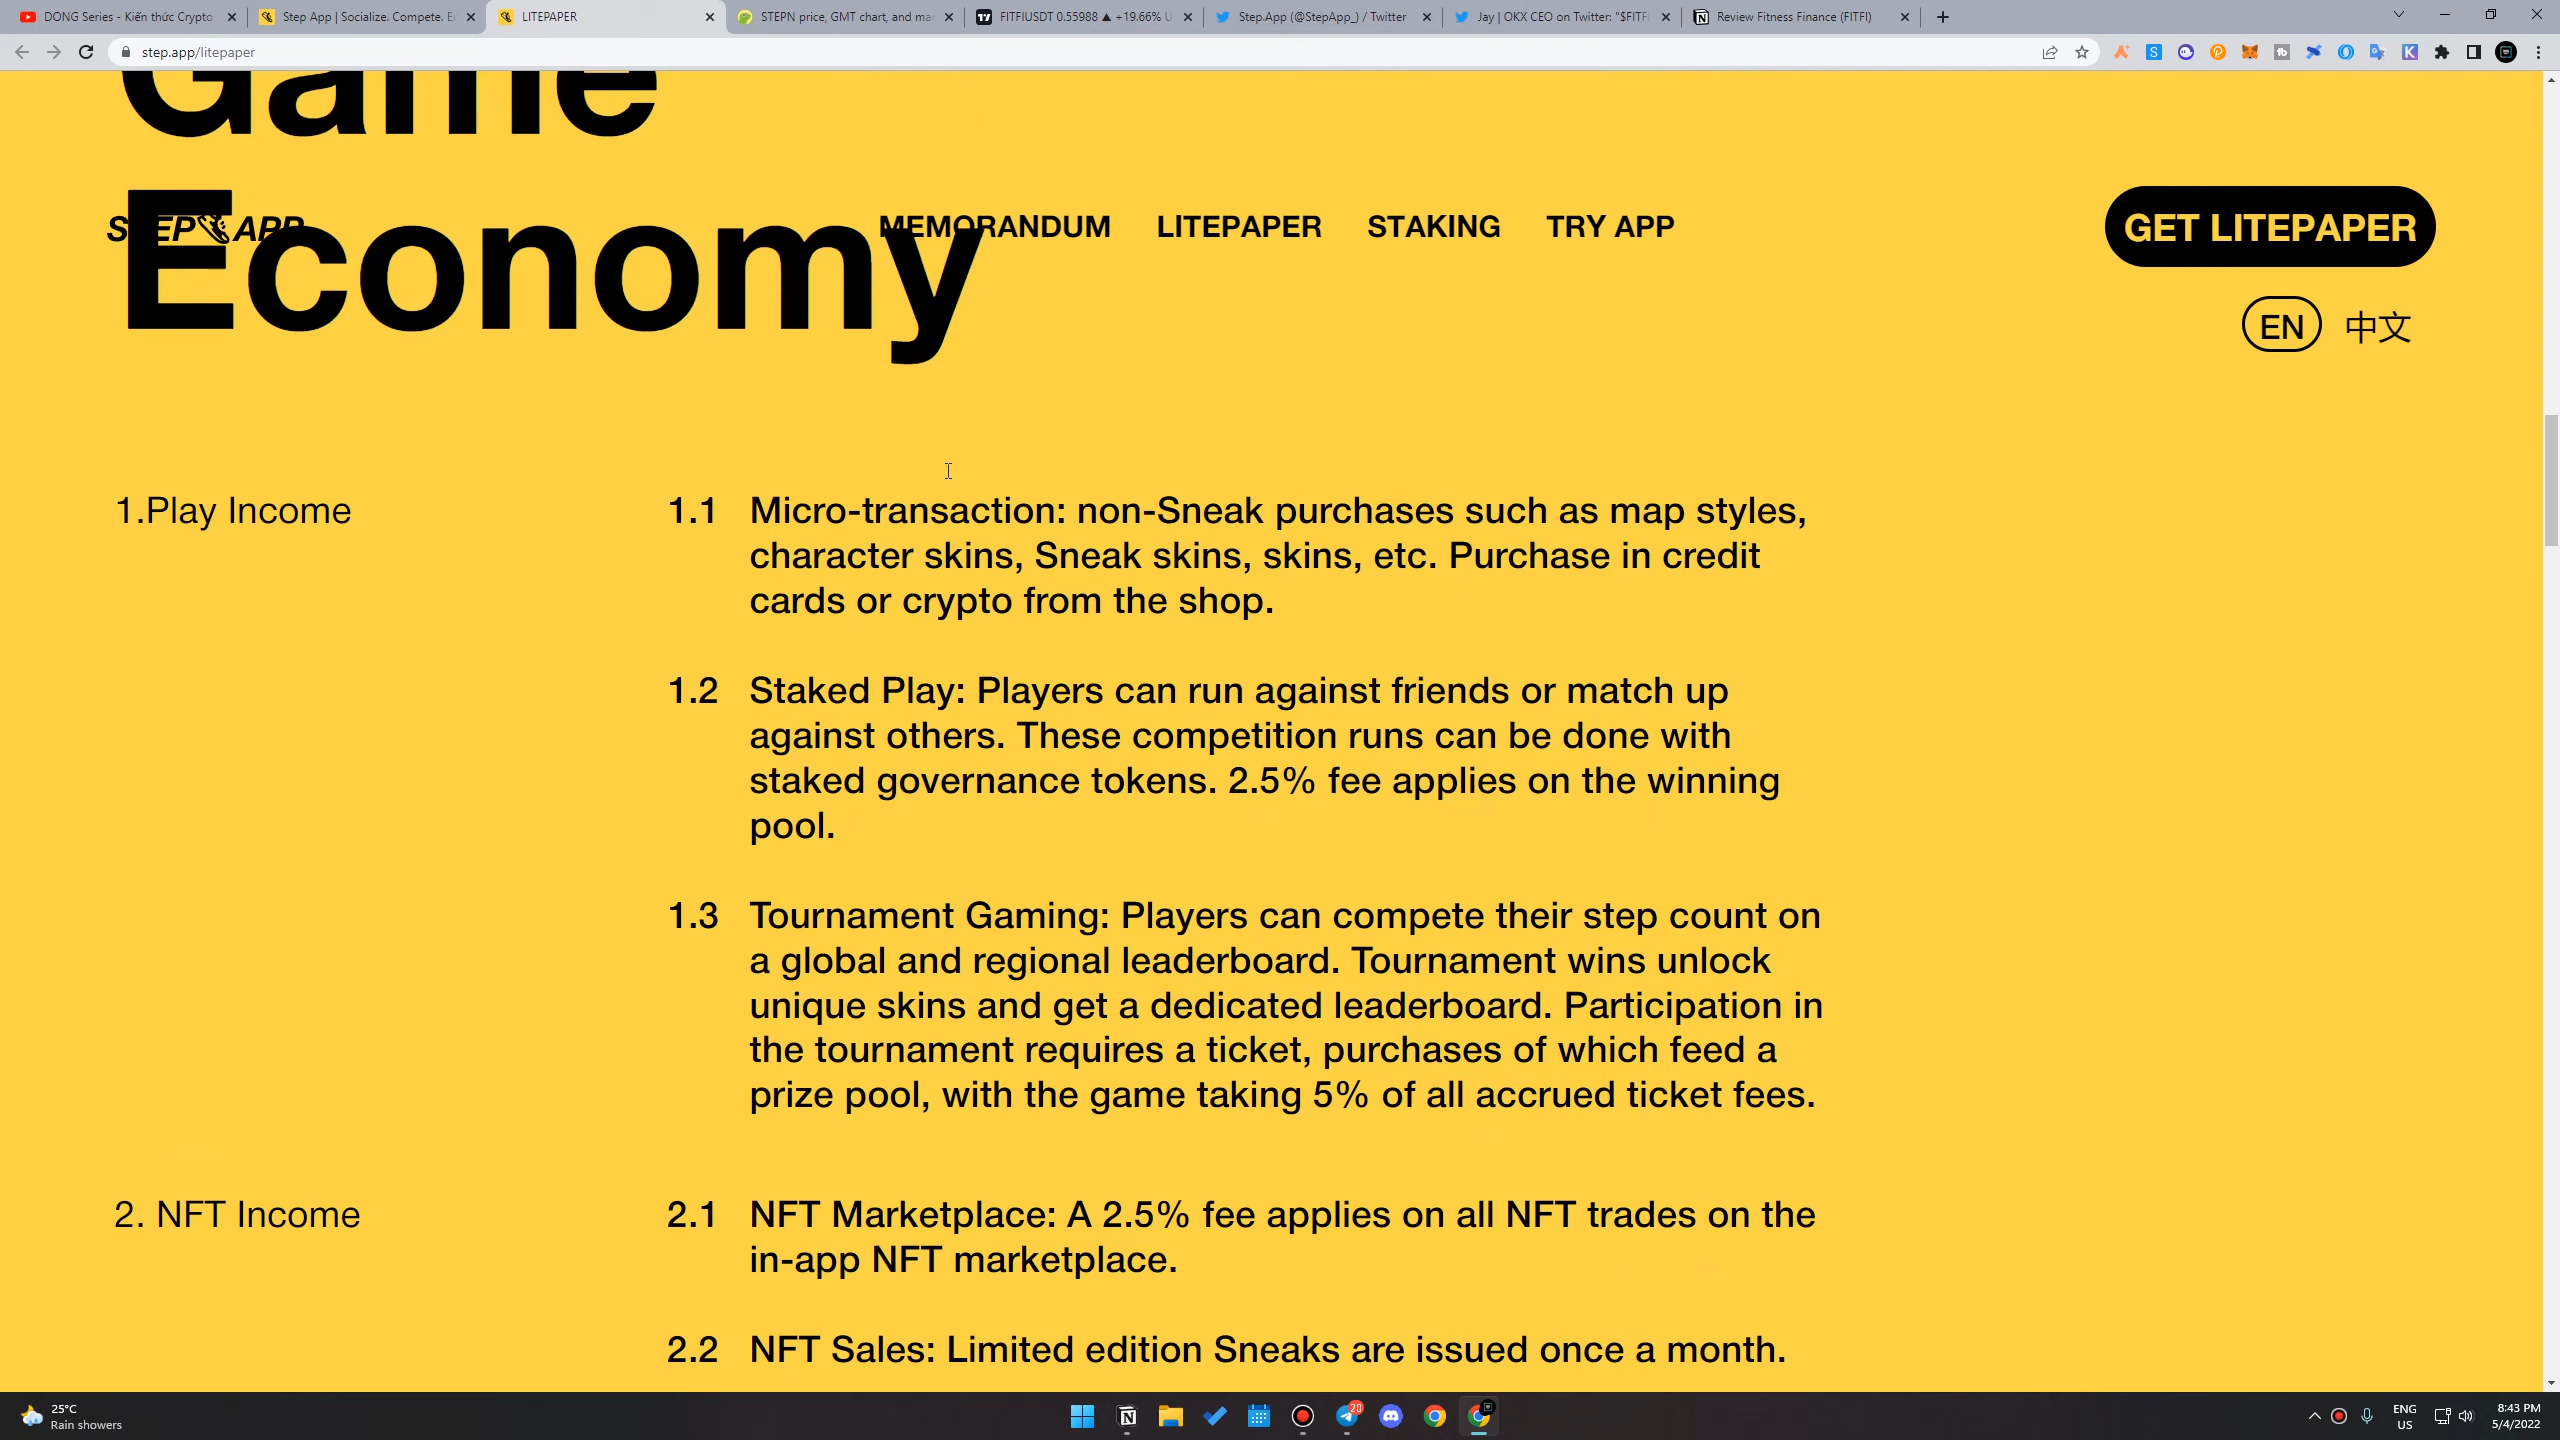 DONG Series - Kiến thức Crypto
Step App | Socialize. Compete. E
LITEPAPER
STEPN price, GMT chart, and ma
FITFIUSDT 0.55988 ▲ +19.66% U
Step.App (@StepApp_) / Twitter
Jay | OKX CEO on Twitter: "$FITF
Review Fitness Finance (FITFI)
step.app/litepaper
Game
Economy
STEP APP
MEMORANDUM
LITEPAPER
STAKING
TRY APP
GET LITEPAPER
EN
中文
1.Play Income
1.1 Micro-transaction: non-Sneak purchases such as map styles,
character skins, Sneak skins, skins, etc. Purchase in credit
cards or crypto from the shop.
1.2 Staked Play: Players can run against friends or match up
against others. These competition runs can be done with
staked governance tokens. 2.5% fee applies on the winning
pool.
1.3 Tournament Gaming: Players can compete their step count on
a global and regional leaderboard. Tournament wins unlock
unique skins and get a dedicated leaderboard. Participation in
the tournament requires a ticket, purchases of which feed a
prize pool, with the game taking 5% of all accrued ticket fees.
2. NFT Income
2.1 NFT Marketplace: A 2.5% fee applies on all NFT trades on the
in-app NFT marketplace.
2.2 NFT Sales: Limited edition Sneaks are issued once a month.
25°C
Rain showers
20
ENG
US
8:43 PM
5/4/2022